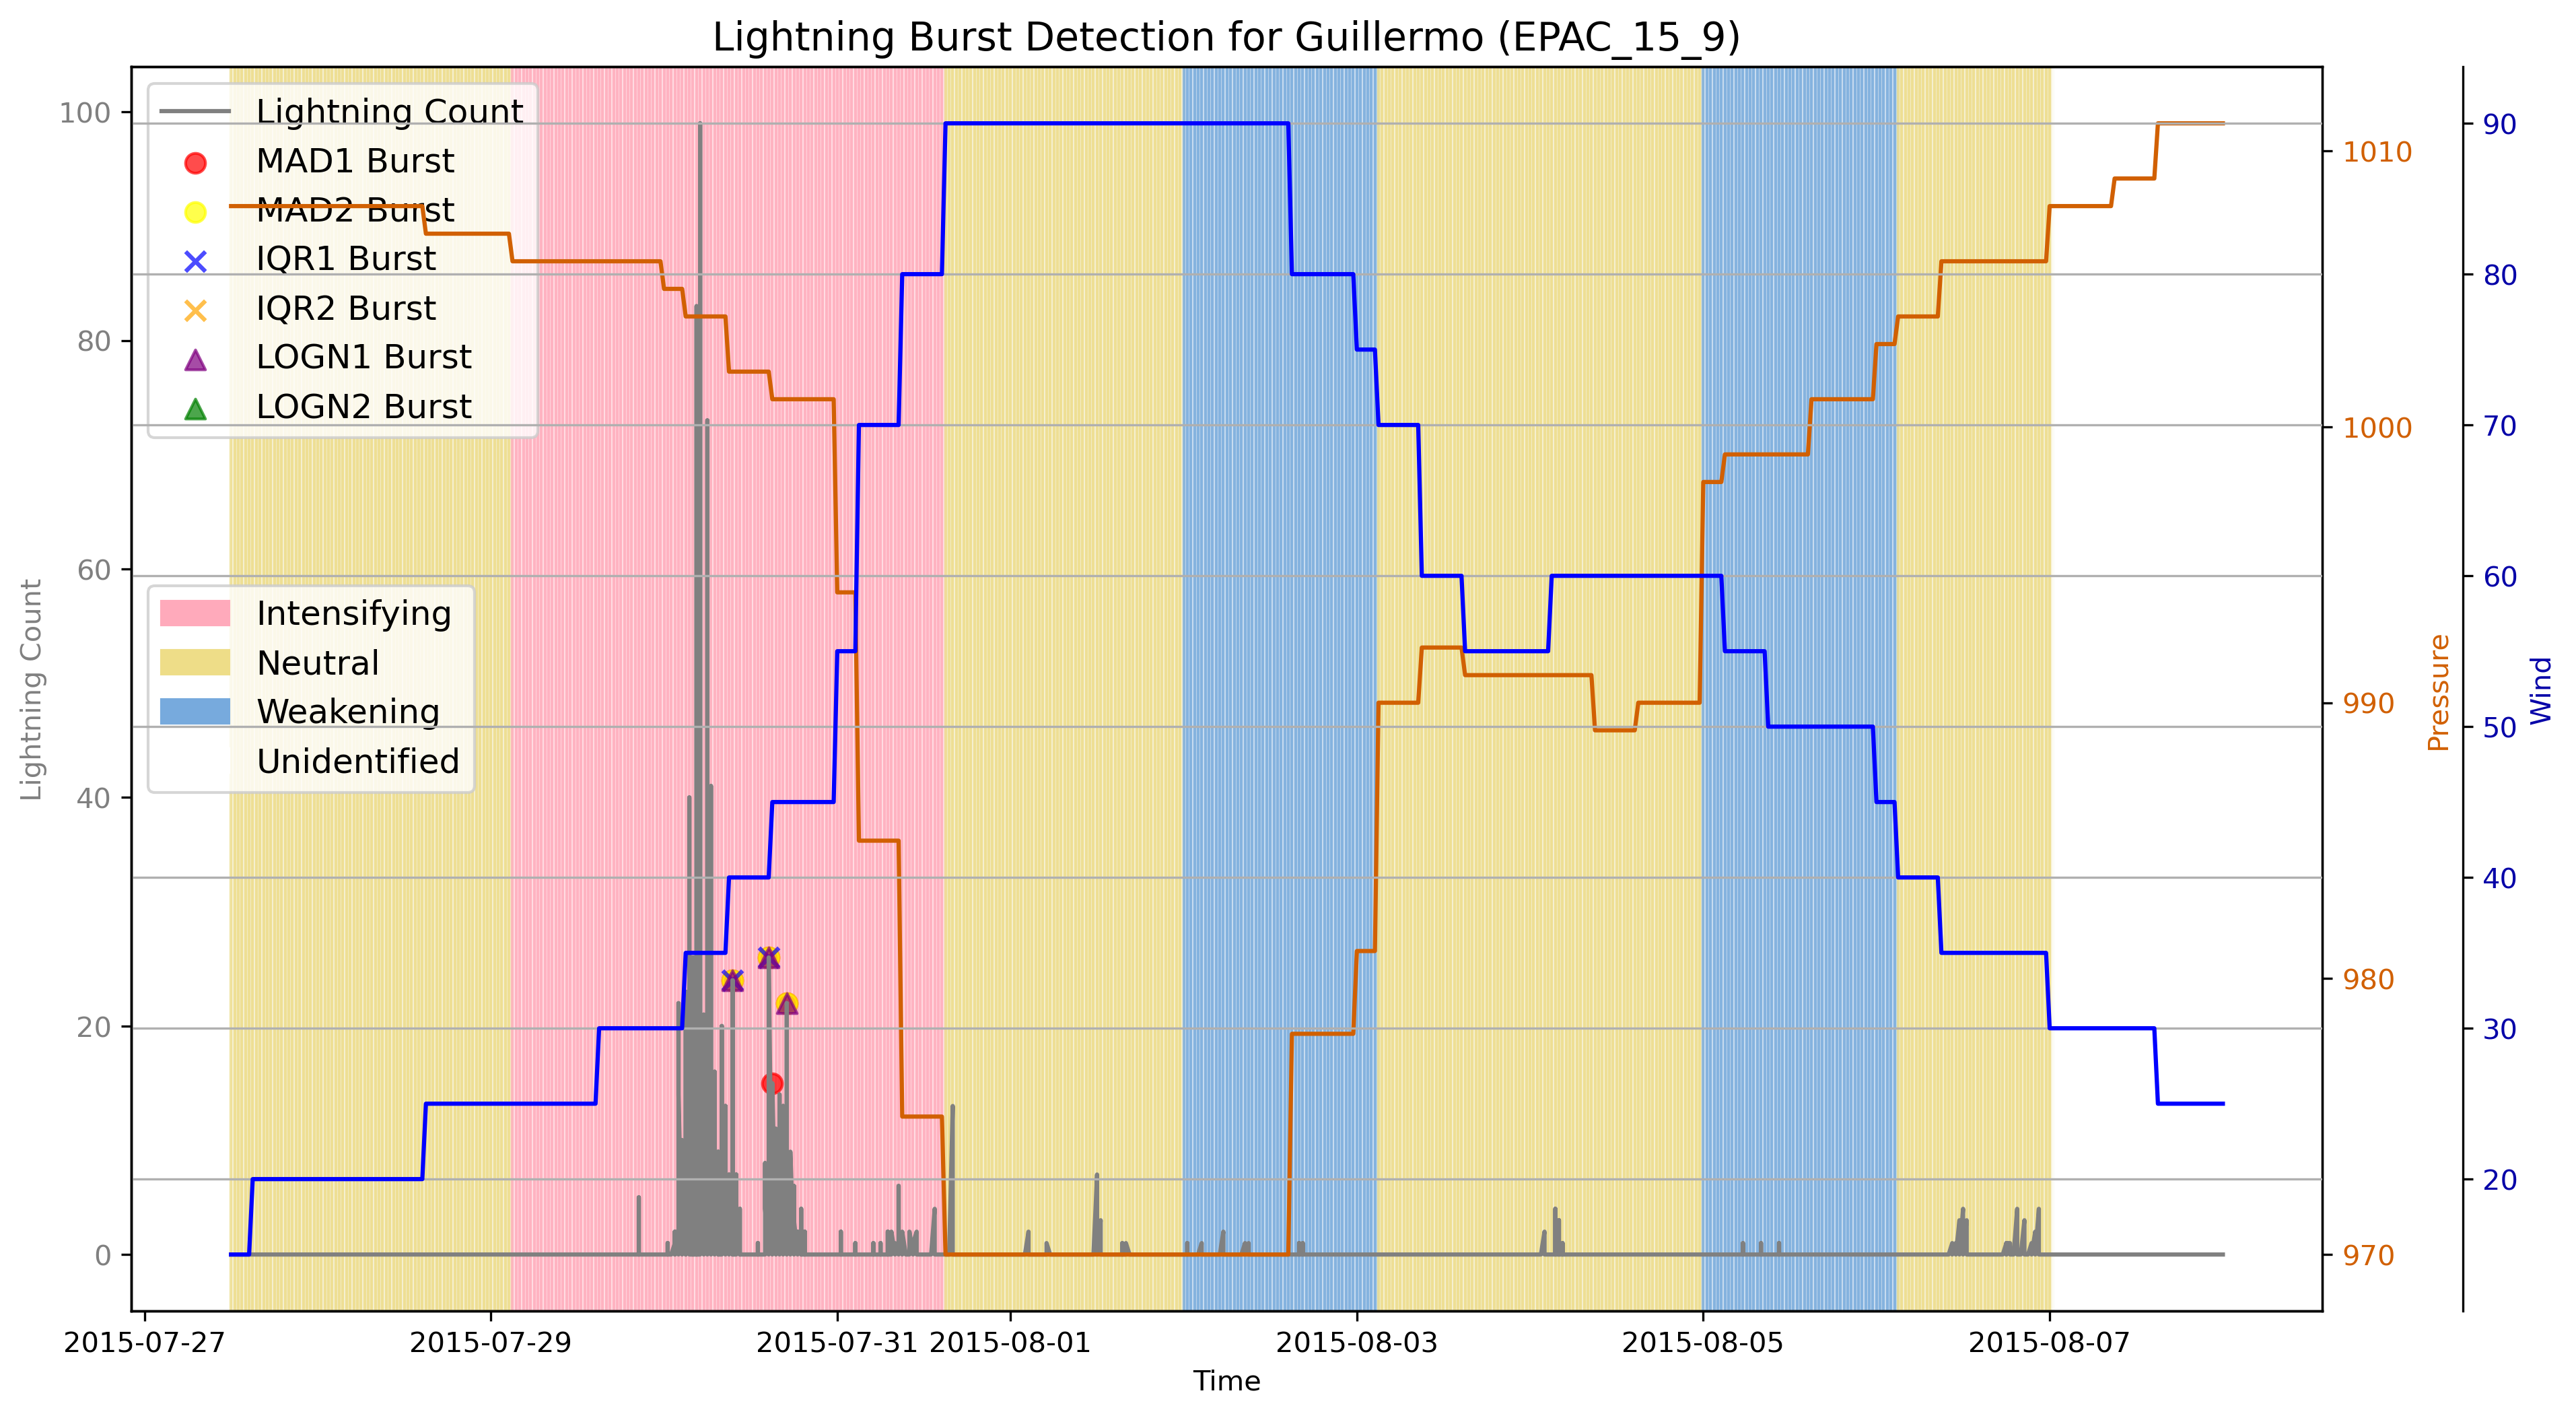 Lightning Burst Detection for Guillermo (EPAC_15_9)
Lightning Count
MAD1 Burst
MAD2 Burst
IQR1 Burst
IQR2 Burst
LOGN1 Burst
LOGN2 Burst
Intensifying
Neutral
Weakening
Unidentified
Lightning Count
100
80
60
40
20
0
1010
1000
990
980
970
Pressure
90
80
70
60
50
40
30
20
Wind
2015-07-27 2015-07-29 2015-07-31 2015-08-01 2015-08-03 2015-08-05 2015-08-07
Time